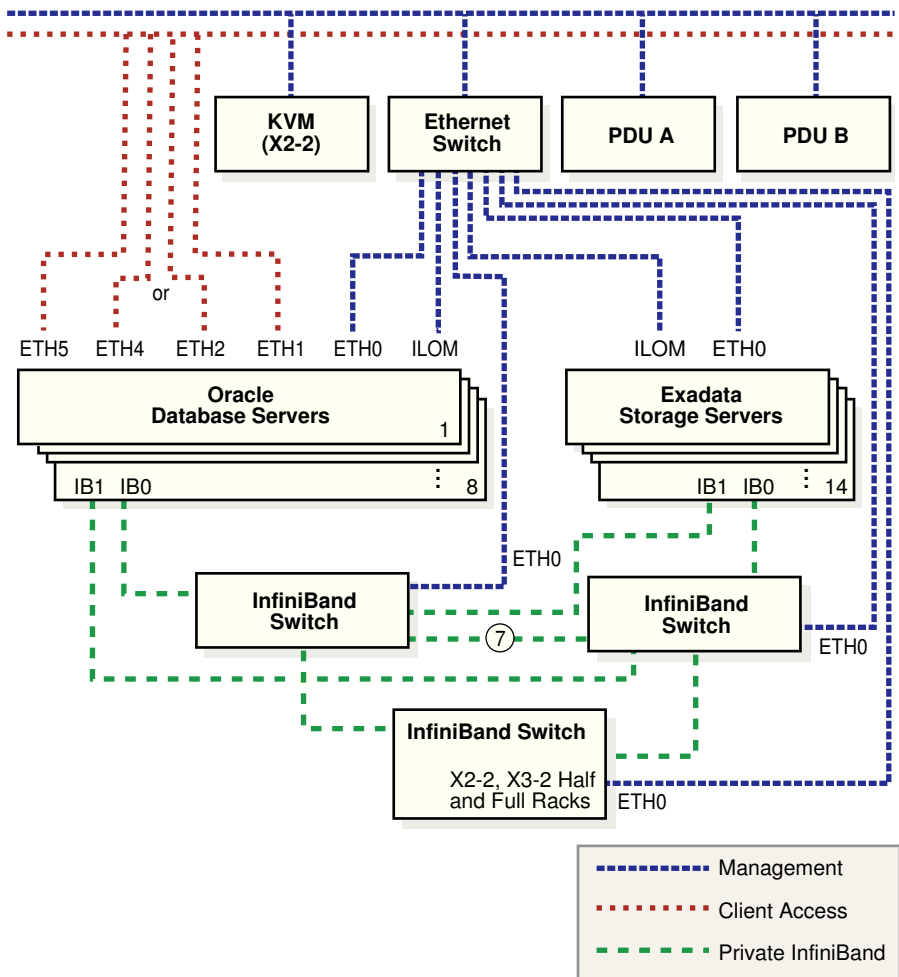 KVM
(X2-2)
Ethernet
Switch
PDU A
PDU B
or
ETH5
ETH4
ETH2
ETH1
ETH0
ILOM
ILOM
ETH0
Oracle
Database Servers
1
Exadata
Storage Servers
IB1
IB0
⋮
8
IB1
IB0
⋮
14
ETH0
InfiniBand
Switch
InfiniBand
Switch
7
ETH0
InfiniBand Switch
X2-2, X3-2 Half
and Full Racks
ETH0
Management
Client Access
Private InfiniBand